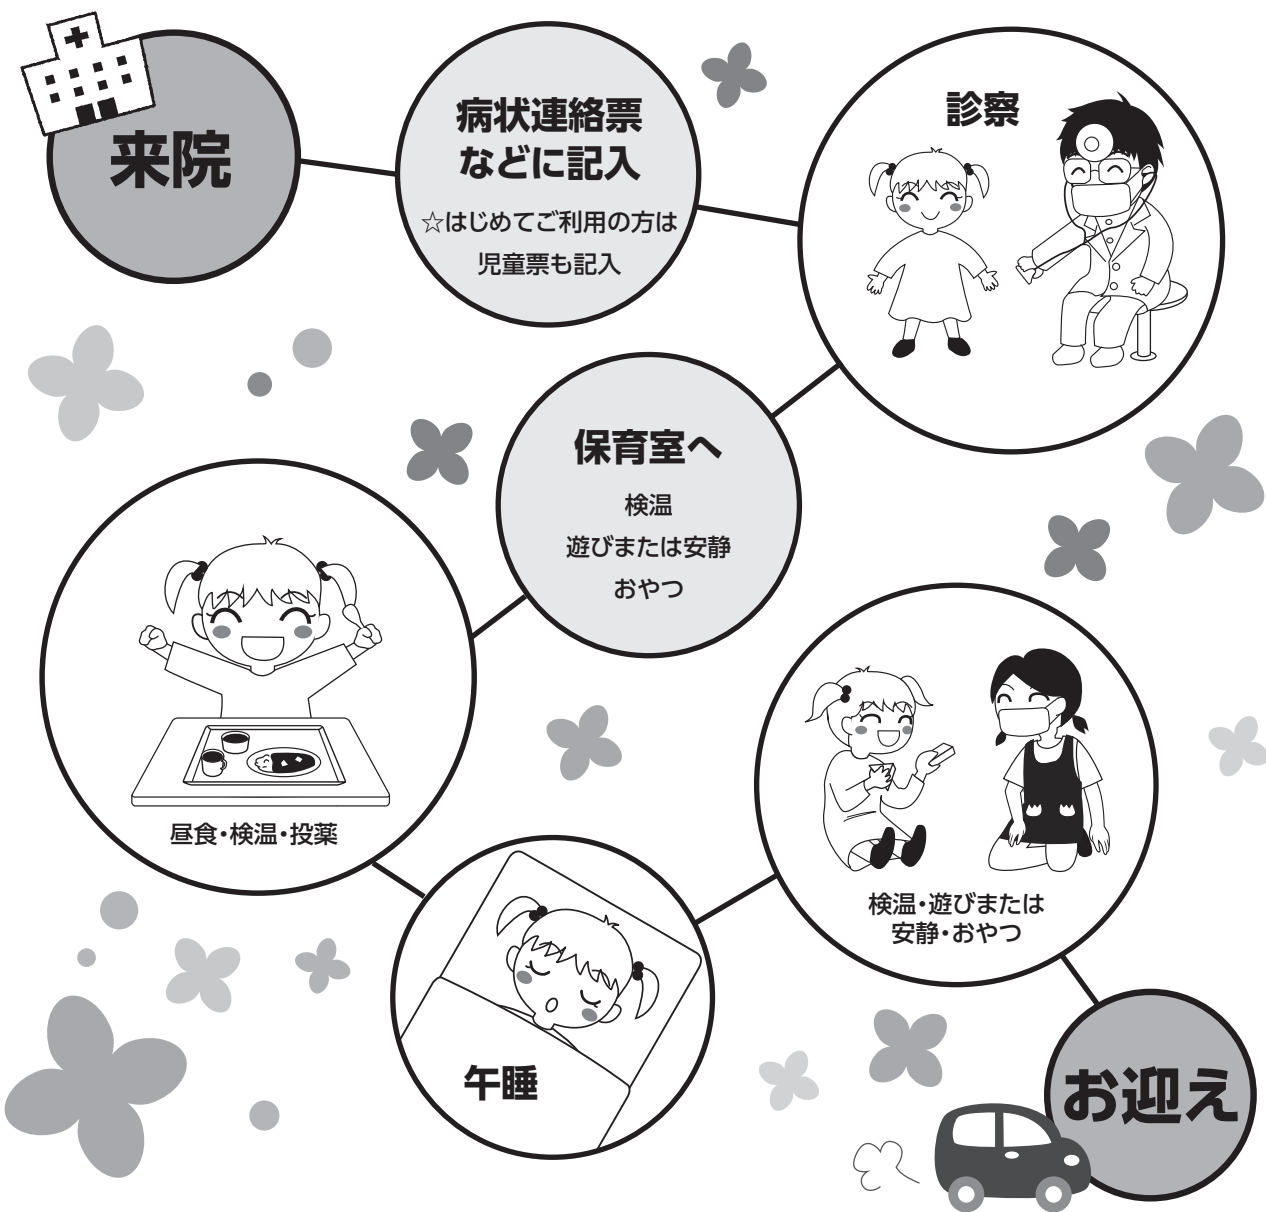 来院
病状連絡票
などに記入
☆はじめてご利用の方は
児童票も記入
診察
保育室へ
検温
遊びまたは安静
おやつ
昼食・検温・投薬
午睡
検温・遊びまたは
安静・おやつ
お迎え